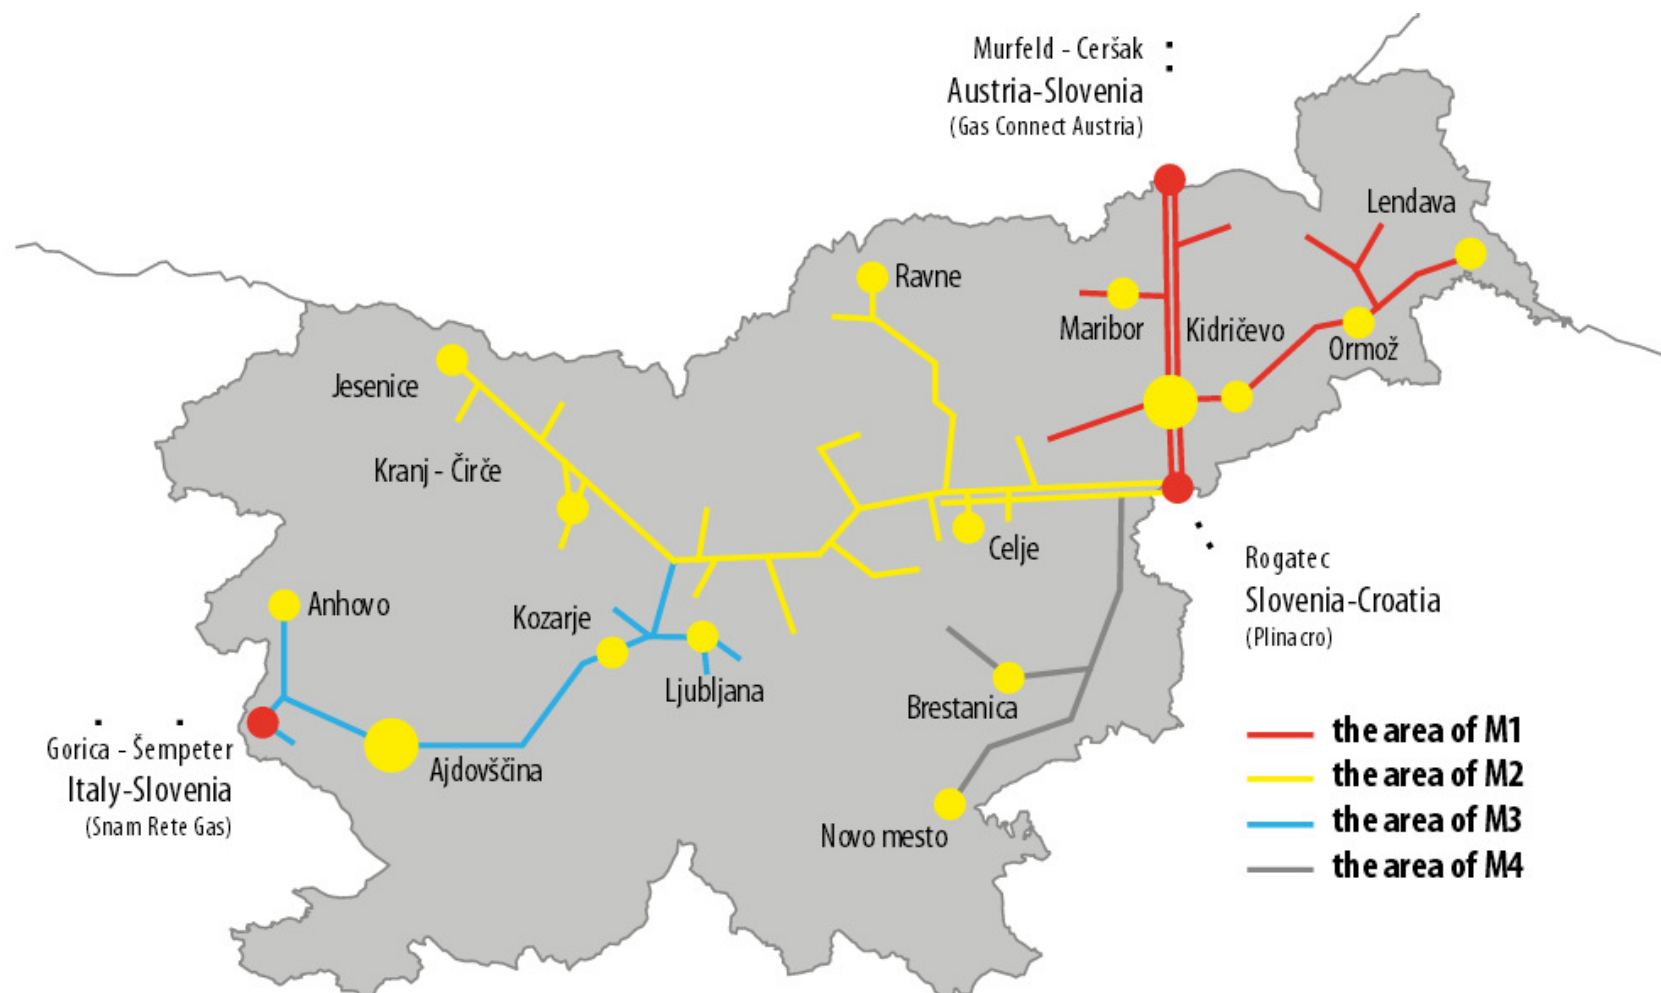 Murfeld - Ceršak
Austria-Slovenia
(Gas Connect Austria)
Lendava
Ravne
Maribor
Kidričevo
Ormož
Jesenice
Kranj - Čirče
Celje
Rogatec
Slovenia-Croatia
(Plinacro)
Anhovo
Kozarje
Ljubljana
Brestanica
Gorica - Šempeter
Italy-Slovenia
(Snam Rete Gas)
Ajdovščina
Novo mesto
the area of M1
the area of M2
the area of M3
the area of M4